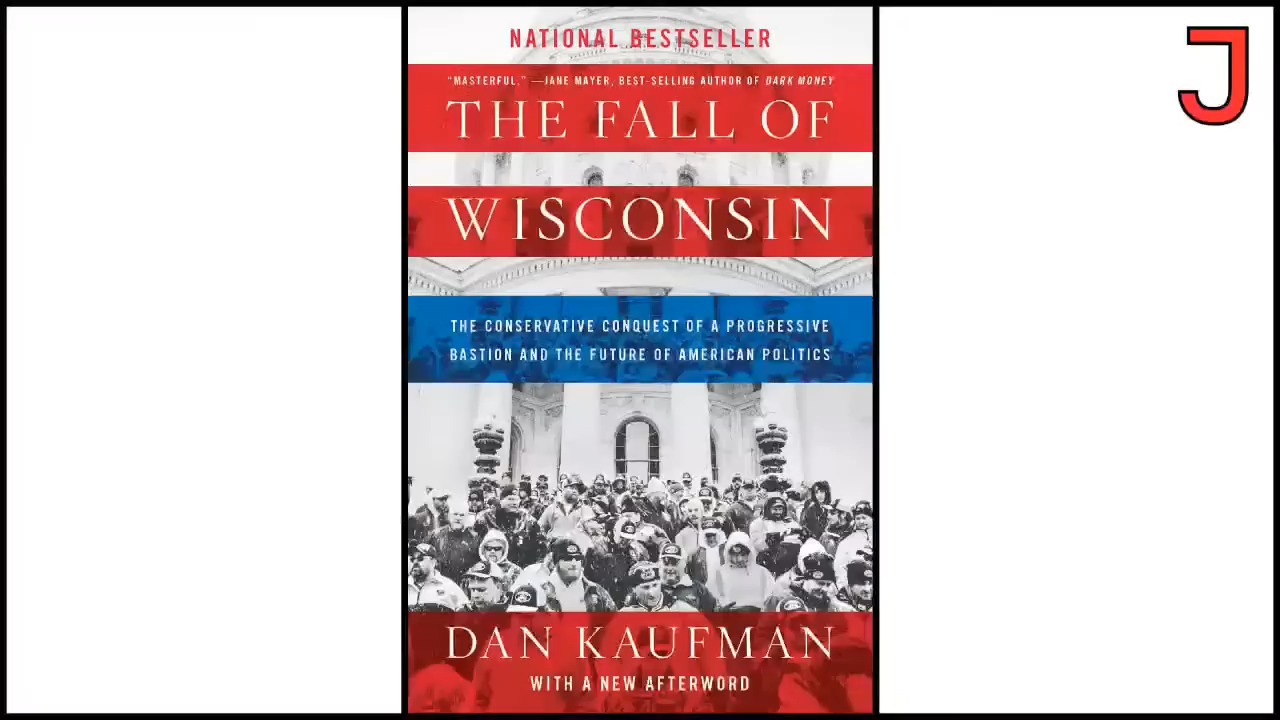 NATIONAL BESTSELLER
"MASTERFUL." —JANE MAYER, BEST-SELLING AUTHOR OF DARK MONEY
THE FALL OF
WISCONSIN
THE CONSERVATIVE CONQUEST OF A PROGRESSIVE
BASTION AND THE FUTURE OF AMERICAN POLITICS
DAN KAUFMAN
WITH A NEW AFTERWORD
J